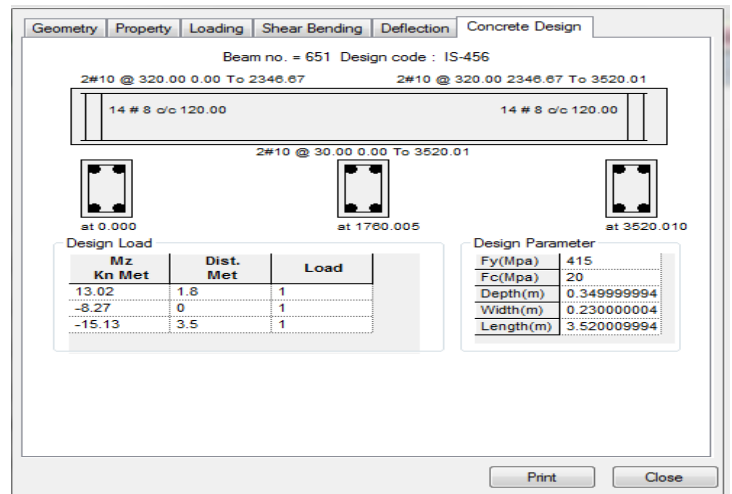 Geometry Property Loading Shear Bending Deflection Concrete Design
Beam no. = 651 Design code : IS-456
2#10 @ 320.00 0.00 To 2346.67 2#10 @ 320.00 2346.67 To 3520.01
14 # 8 c/c 120.00 14 # 8 c/c 120.00
2#10 @ 30.00 0.00 To 3520.01
at 0.000 at 1760.005 at 3520.010
Design Load Design Parameter
Mz Dist. Load
Kn Met Met
13.02 1.8 1
-8.27 0 1
-15.13 3.5 1
Fy(Mpa) 415
Fc(Mpa) 20
Depth(m) 0.349999994
Width(m) 0.230000004
Length(m) 3.520009994
Print Close